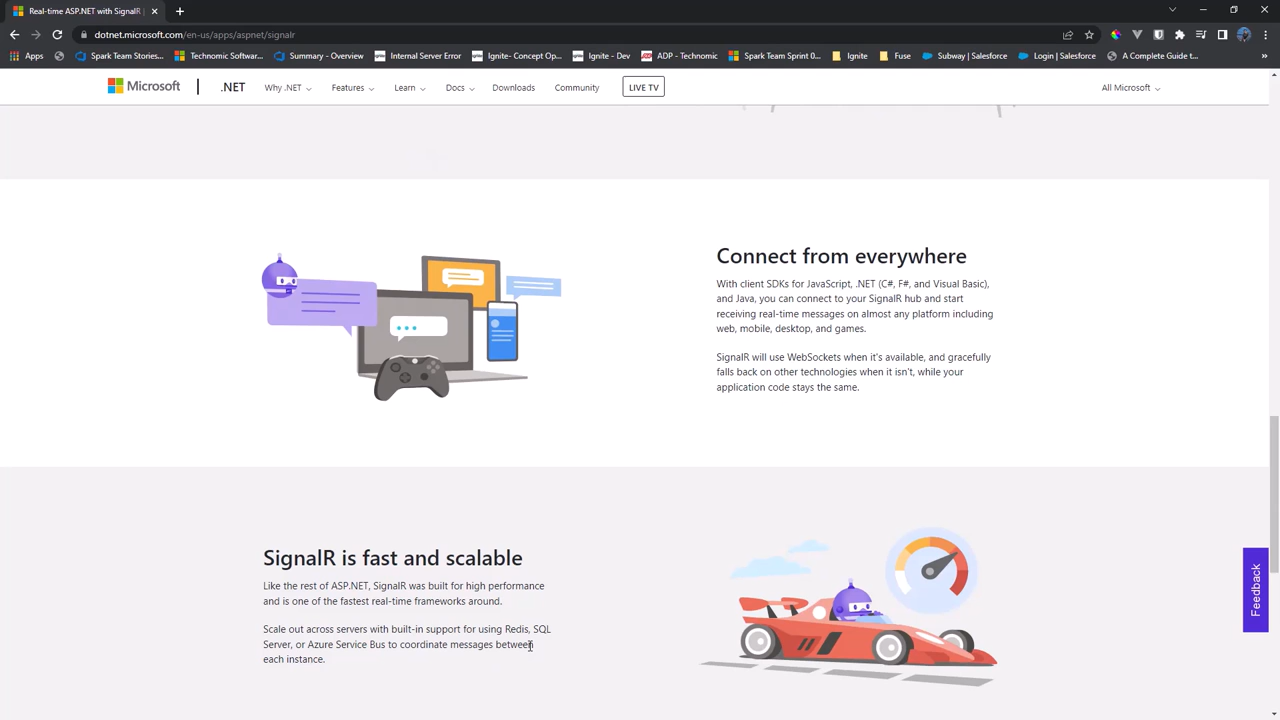 Real-time ASP.NET with SignalR |
dotnet.microsoft.com/en-us/apps/aspnet/signalr
Apps Spark Team Stories... Technomic Softwar... Summary - Overview Internal Server Error Ignite- Concept Op... Ignite - Dev ADP - Technomic Spark Team Sprint 0... Ignite Fuse Subway | Salesforce Login | Salesforce A Complete Guide t... »
Microsoft .NET Why .NET Features Learn Docs Downloads Community LIVE TV All Microsoft
Connect from everywhere
With client SDKs for JavaScript, .NET (C#, F#, and Visual Basic),
and Java, you can connect to your SignalR hub and start
receiving real-time messages on almost any platform including
web, mobile, desktop, and games.
SignalR will use WebSockets when it's available, and gracefully
falls back on other technologies when it isn't, while your
application code stays the same.
SignalR is fast and scalable
Like the rest of ASP.NET, SignalR was built for high performance
and is one of the fastest real-time frameworks around.
Scale out across servers with built-in support for using Redis, SQL
Server, or Azure Service Bus to coordinate messages between
each instance.
Feedback